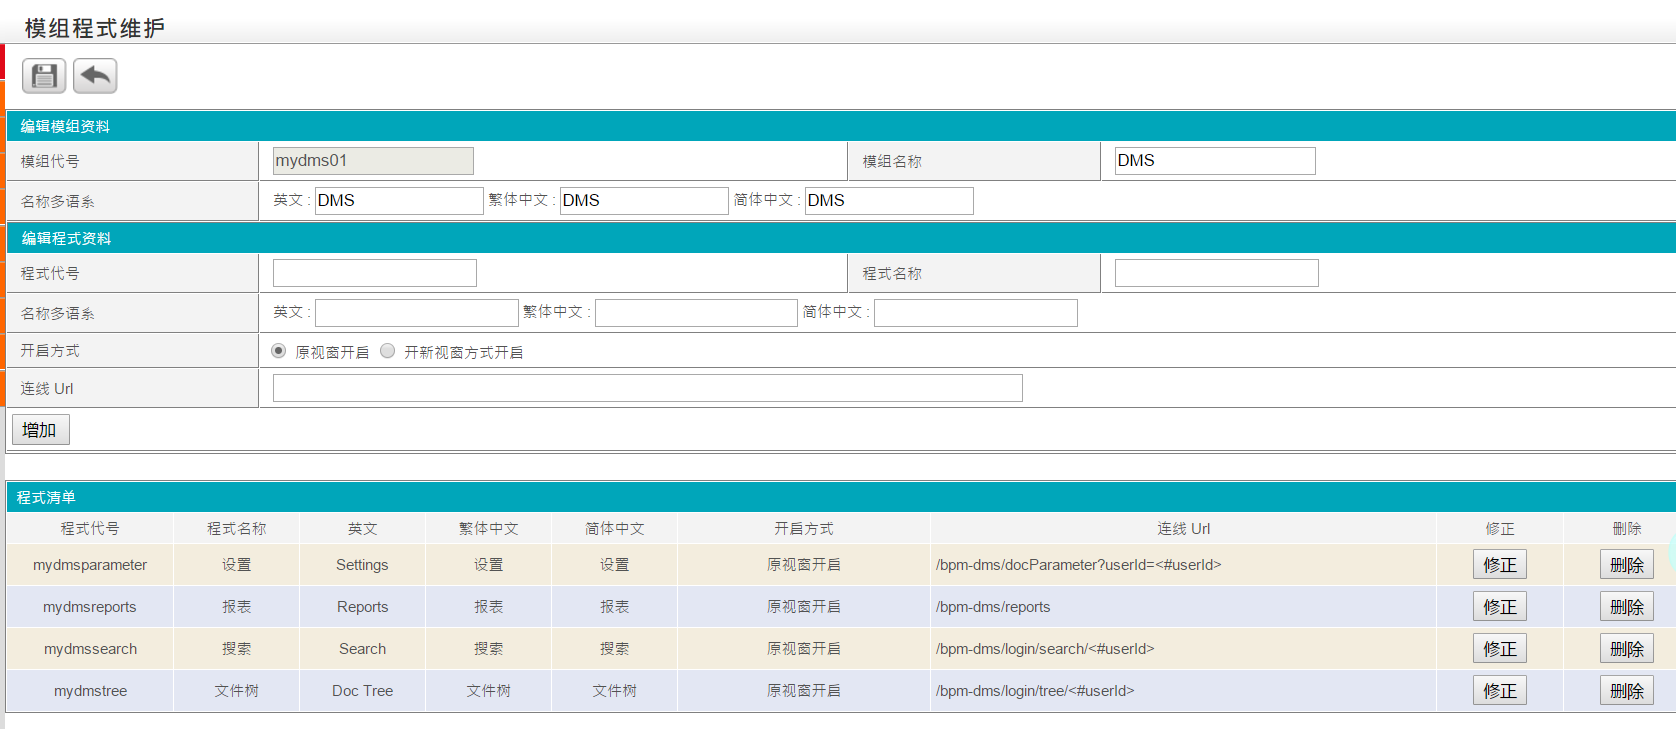 模组程式维护
编辑模组资料
模组代号 mydms01 模组名称 DMS
名称多语系 英文 : DMS 繁体中文 : DMS 简体中文 : DMS
编辑程式资料
程式代号 程式名称
名称多语系 英文 : 繁体中文 : 简体中文 :
开启方式 原视窗开启 开新视窗方式开启
连线 Url
增加
程式清单
程式代号 程式名称 英文 繁体中文 简体中文 开启方式 连线 Url 修正 删除
mydmsparameter 设置 Settings 设置 设置 原视窗开启 /bpm-dms/docParameter?userId=<#userId> 修正 删除
mydmsreports 报表 Reports 报表 报表 原视窗开启 /bpm-dms/reports 修正 删除
mydmssearch 搜索 Search 搜索 搜索 原视窗开启 /bpm-dms/login/search/<#userId> 修正 删除
mydmstree 文件树 Doc Tree 文件树 文件树 原视窗开启 /bpm-dms/login/tree/<#userId> 修正 删除